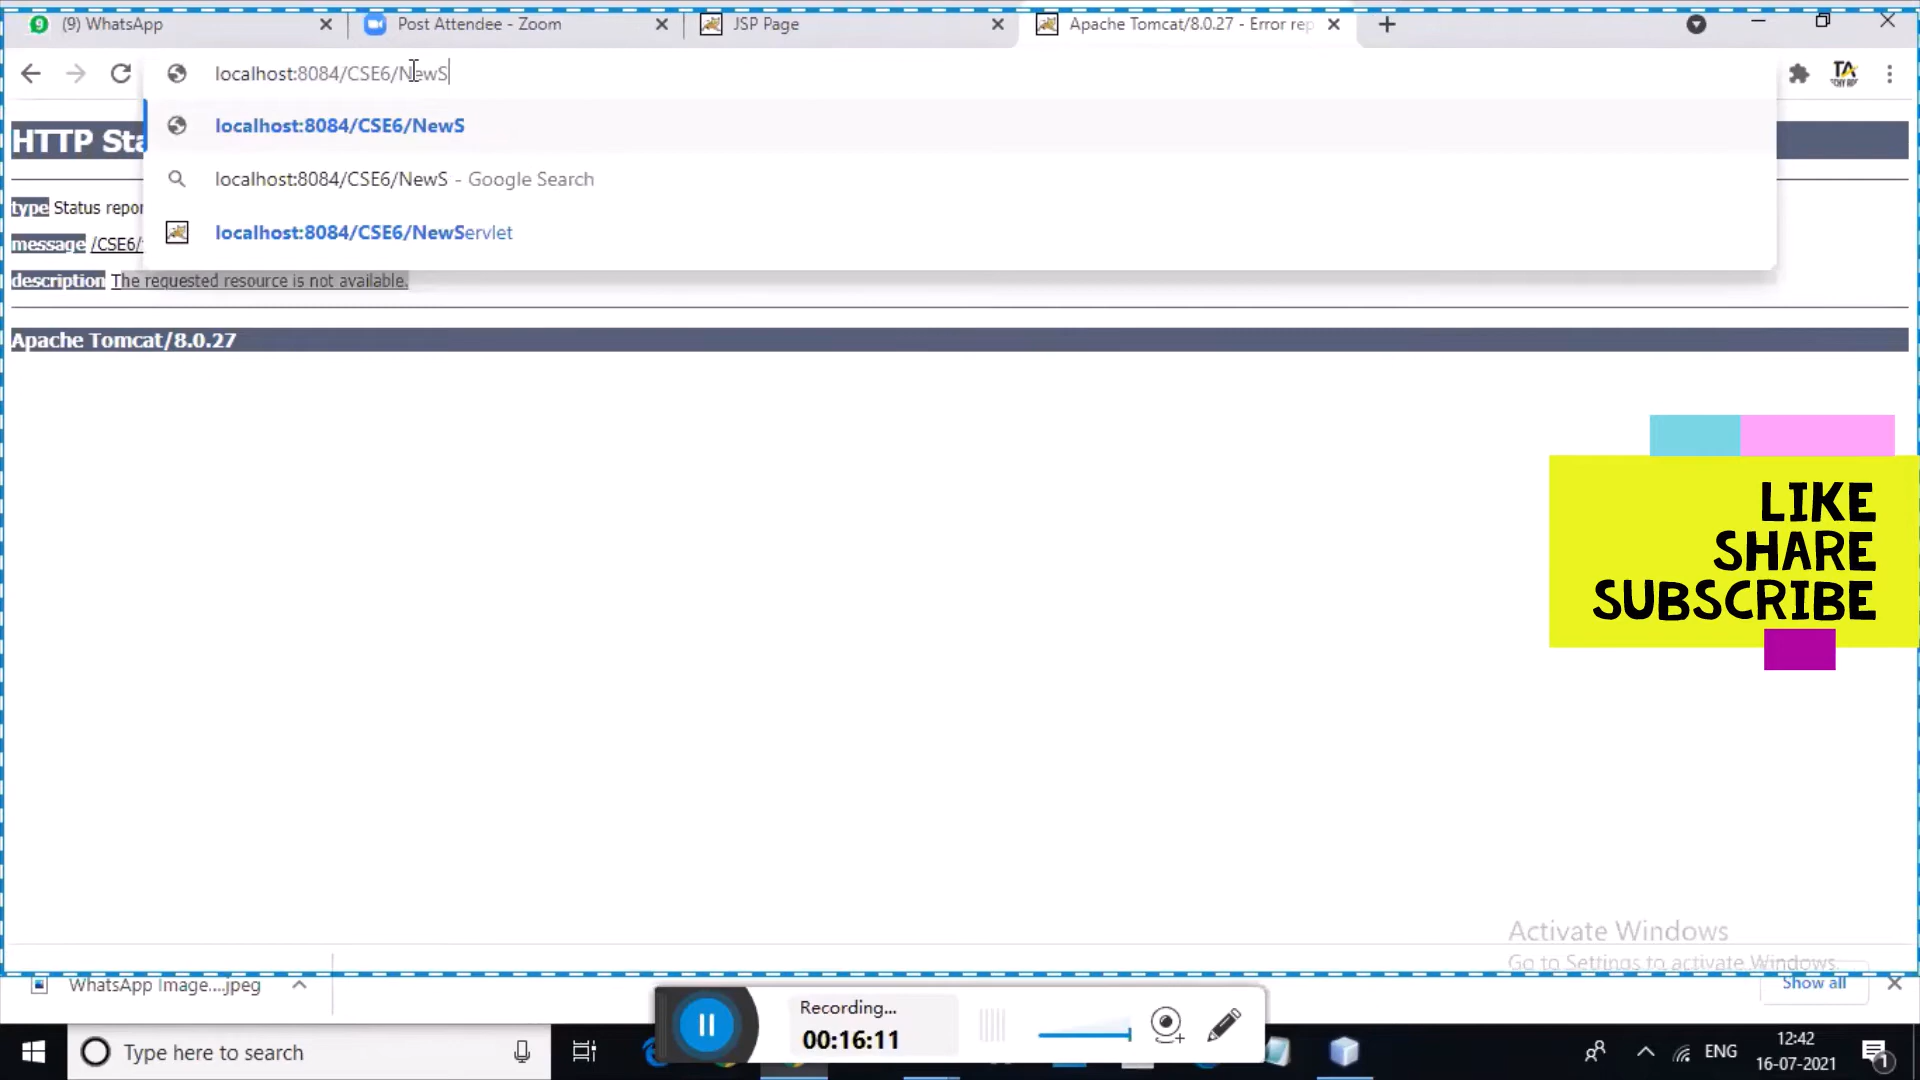 9 (9) WhatsApp
Post Attendee - Zoom
JSP Page
Apache Tomcat/8.0.27 - Error rep
localhost:8084/CSE6/NewS
TA
localhost:8084/CSE6/NewS
localhost:8084/CSE6/NewS - Google Search
localhost:8084/CSE6/NewServlet
HTTP Sta
type Status repor
message /CSE6/
description The requested resource is not available.
Apache Tomcat/8.0.27
LIKE
SHARE
SUBSCRIBE
Activate Windows
Go to Settings to activate Windows.
WhatsApp Image....jpeg
Show all
Recording...
00:16:11
Type here to search
ENG
12:42
16-07-2021
1